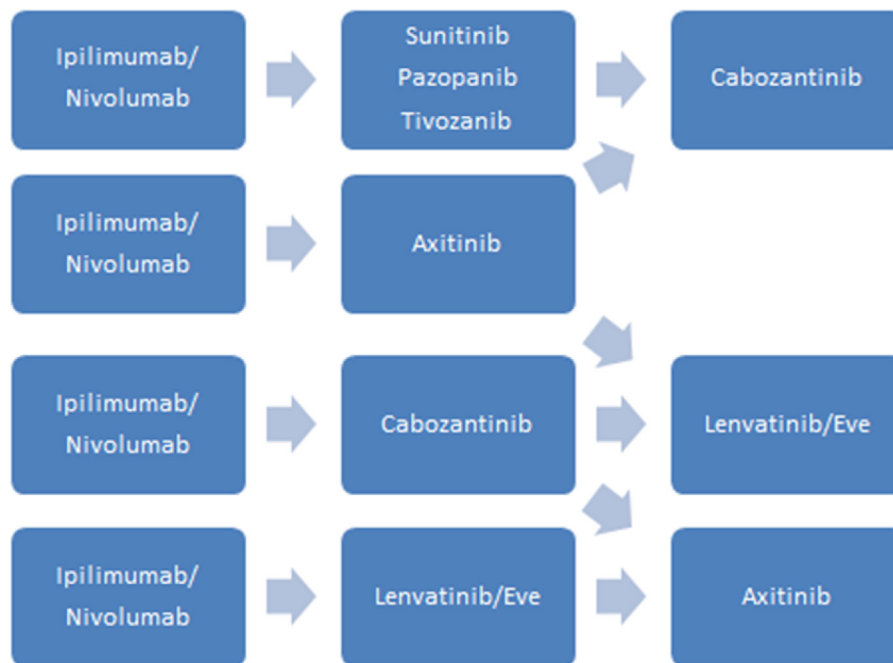 Ipilimumab/
Nivolumab
Sunitinib
Pazopanib
Tivozanib
Cabozantinib
Ipilimumab/
Nivolumab
Axitinib
Ipilimumab/
Nivolumab
Cabozantinib
Lenvatinib/Eve
Ipilimumab/
Nivolumab
Lenvatinib/Eve
Axitinib